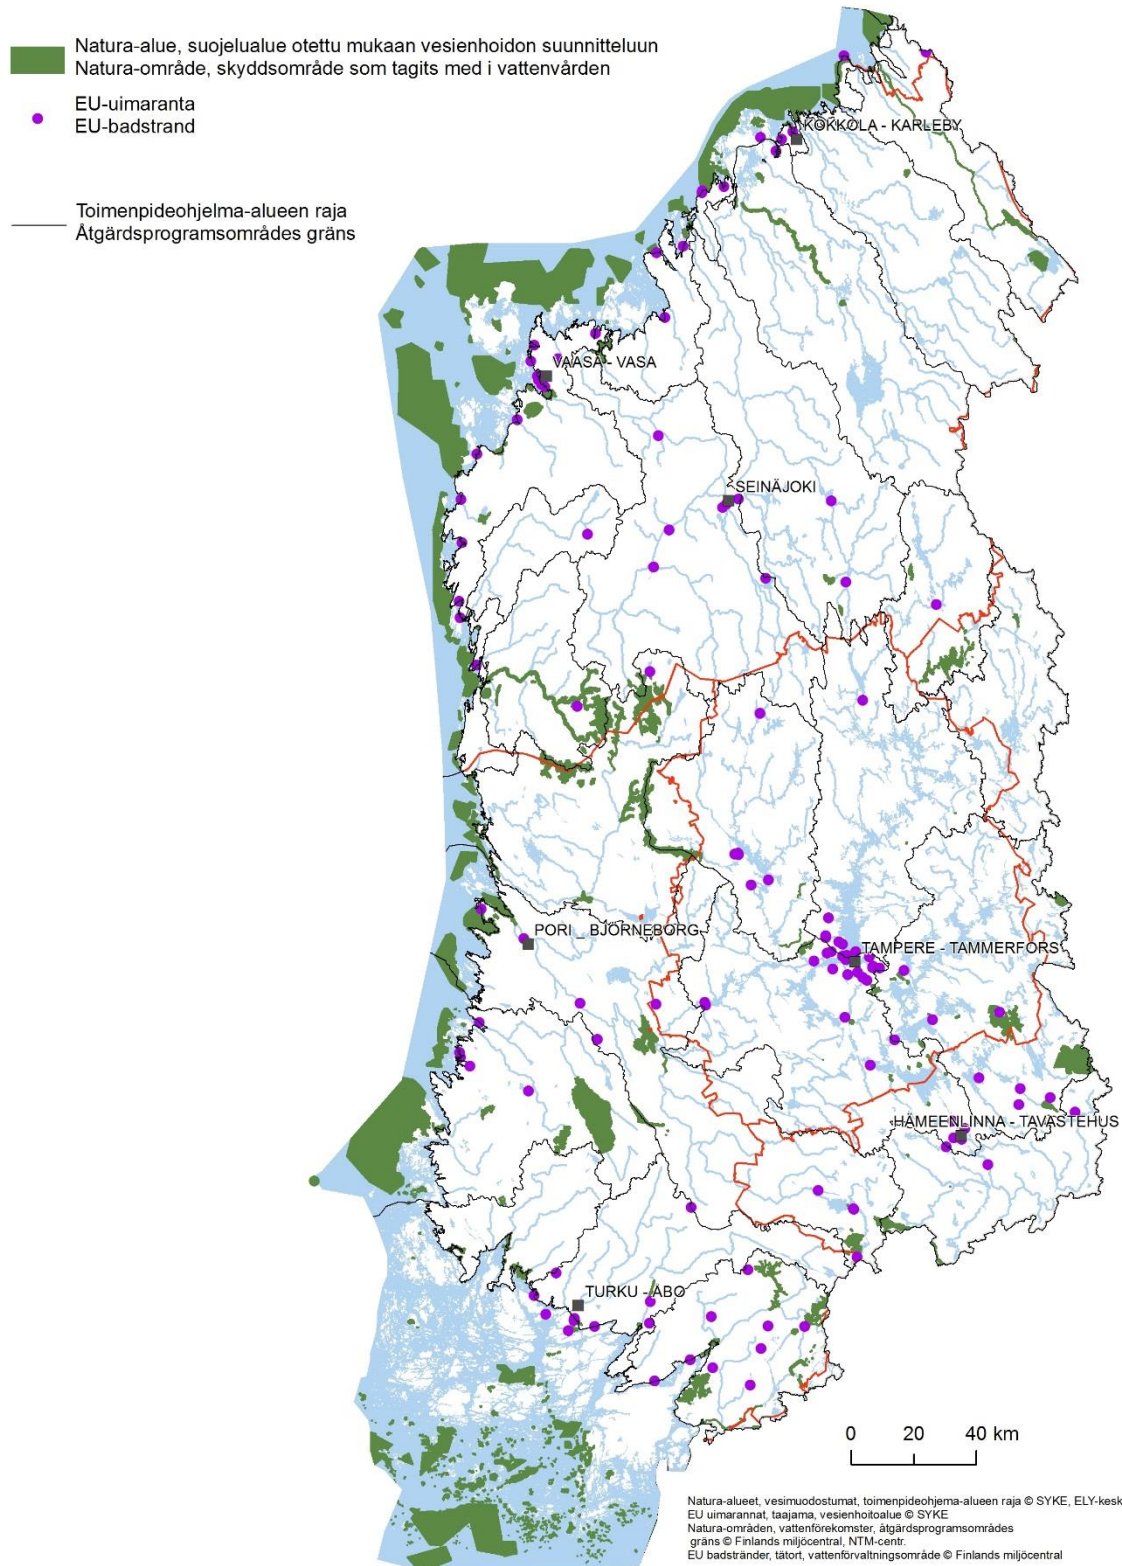 Natura-alue, suojelualue otettu mukaan vesienhoidon suunnitteluun
Natura-område, skyddsområde som tagits med i vattenvården
EU-uimaranta
EU-badstrand
Toimenpideohjelma-alueen raja
Åtgärdsprogramsområdes gräns
KOKKOLA - KARLEBY
VAASA - VASA
SEINÄJOKI
PORI _ BJÖRNEBORG
TAMPERE - TAMMERFORS
HÄMEENLINNA - TAVASTEHUS
TURKU - ÅBO
0 20 40 km
Natura-alueet, vesimuodostumat, toimenpideohjema-alueen raja © SYKE, ELY-kesk
EU uimarannat, taajama, vesienhoitoalue © SYKE
Natura-områden, vattenförekomster, åtgärdsprogramsområdes
gräns © Finlands miljöcentral, NTM-centr.
EU badstränder, tätort, vattenförvaltningsområde © Finlands miljöcentral